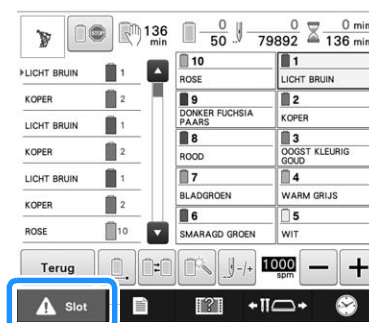 136 min
0 50
0 79892
0 min 136 min
LICHT BRUIN 1
KOPER 2
LICHT BRUIN 1
KOPER 2
LICHT BRUIN 1
KOPER 2
ROSE 10
10 ROSE
1 LICHT BRUIN
9 DONKER FUCHSIA
PAARS
2 KOPER
8 ROOD
3 OOGST KLEURIG
GOUD
7 BLADGROEN
4 WARM GRIJS
6 SMARAGD GROEN
5 WIT
Terug
-/+
1000
spm
− +
Slot
?